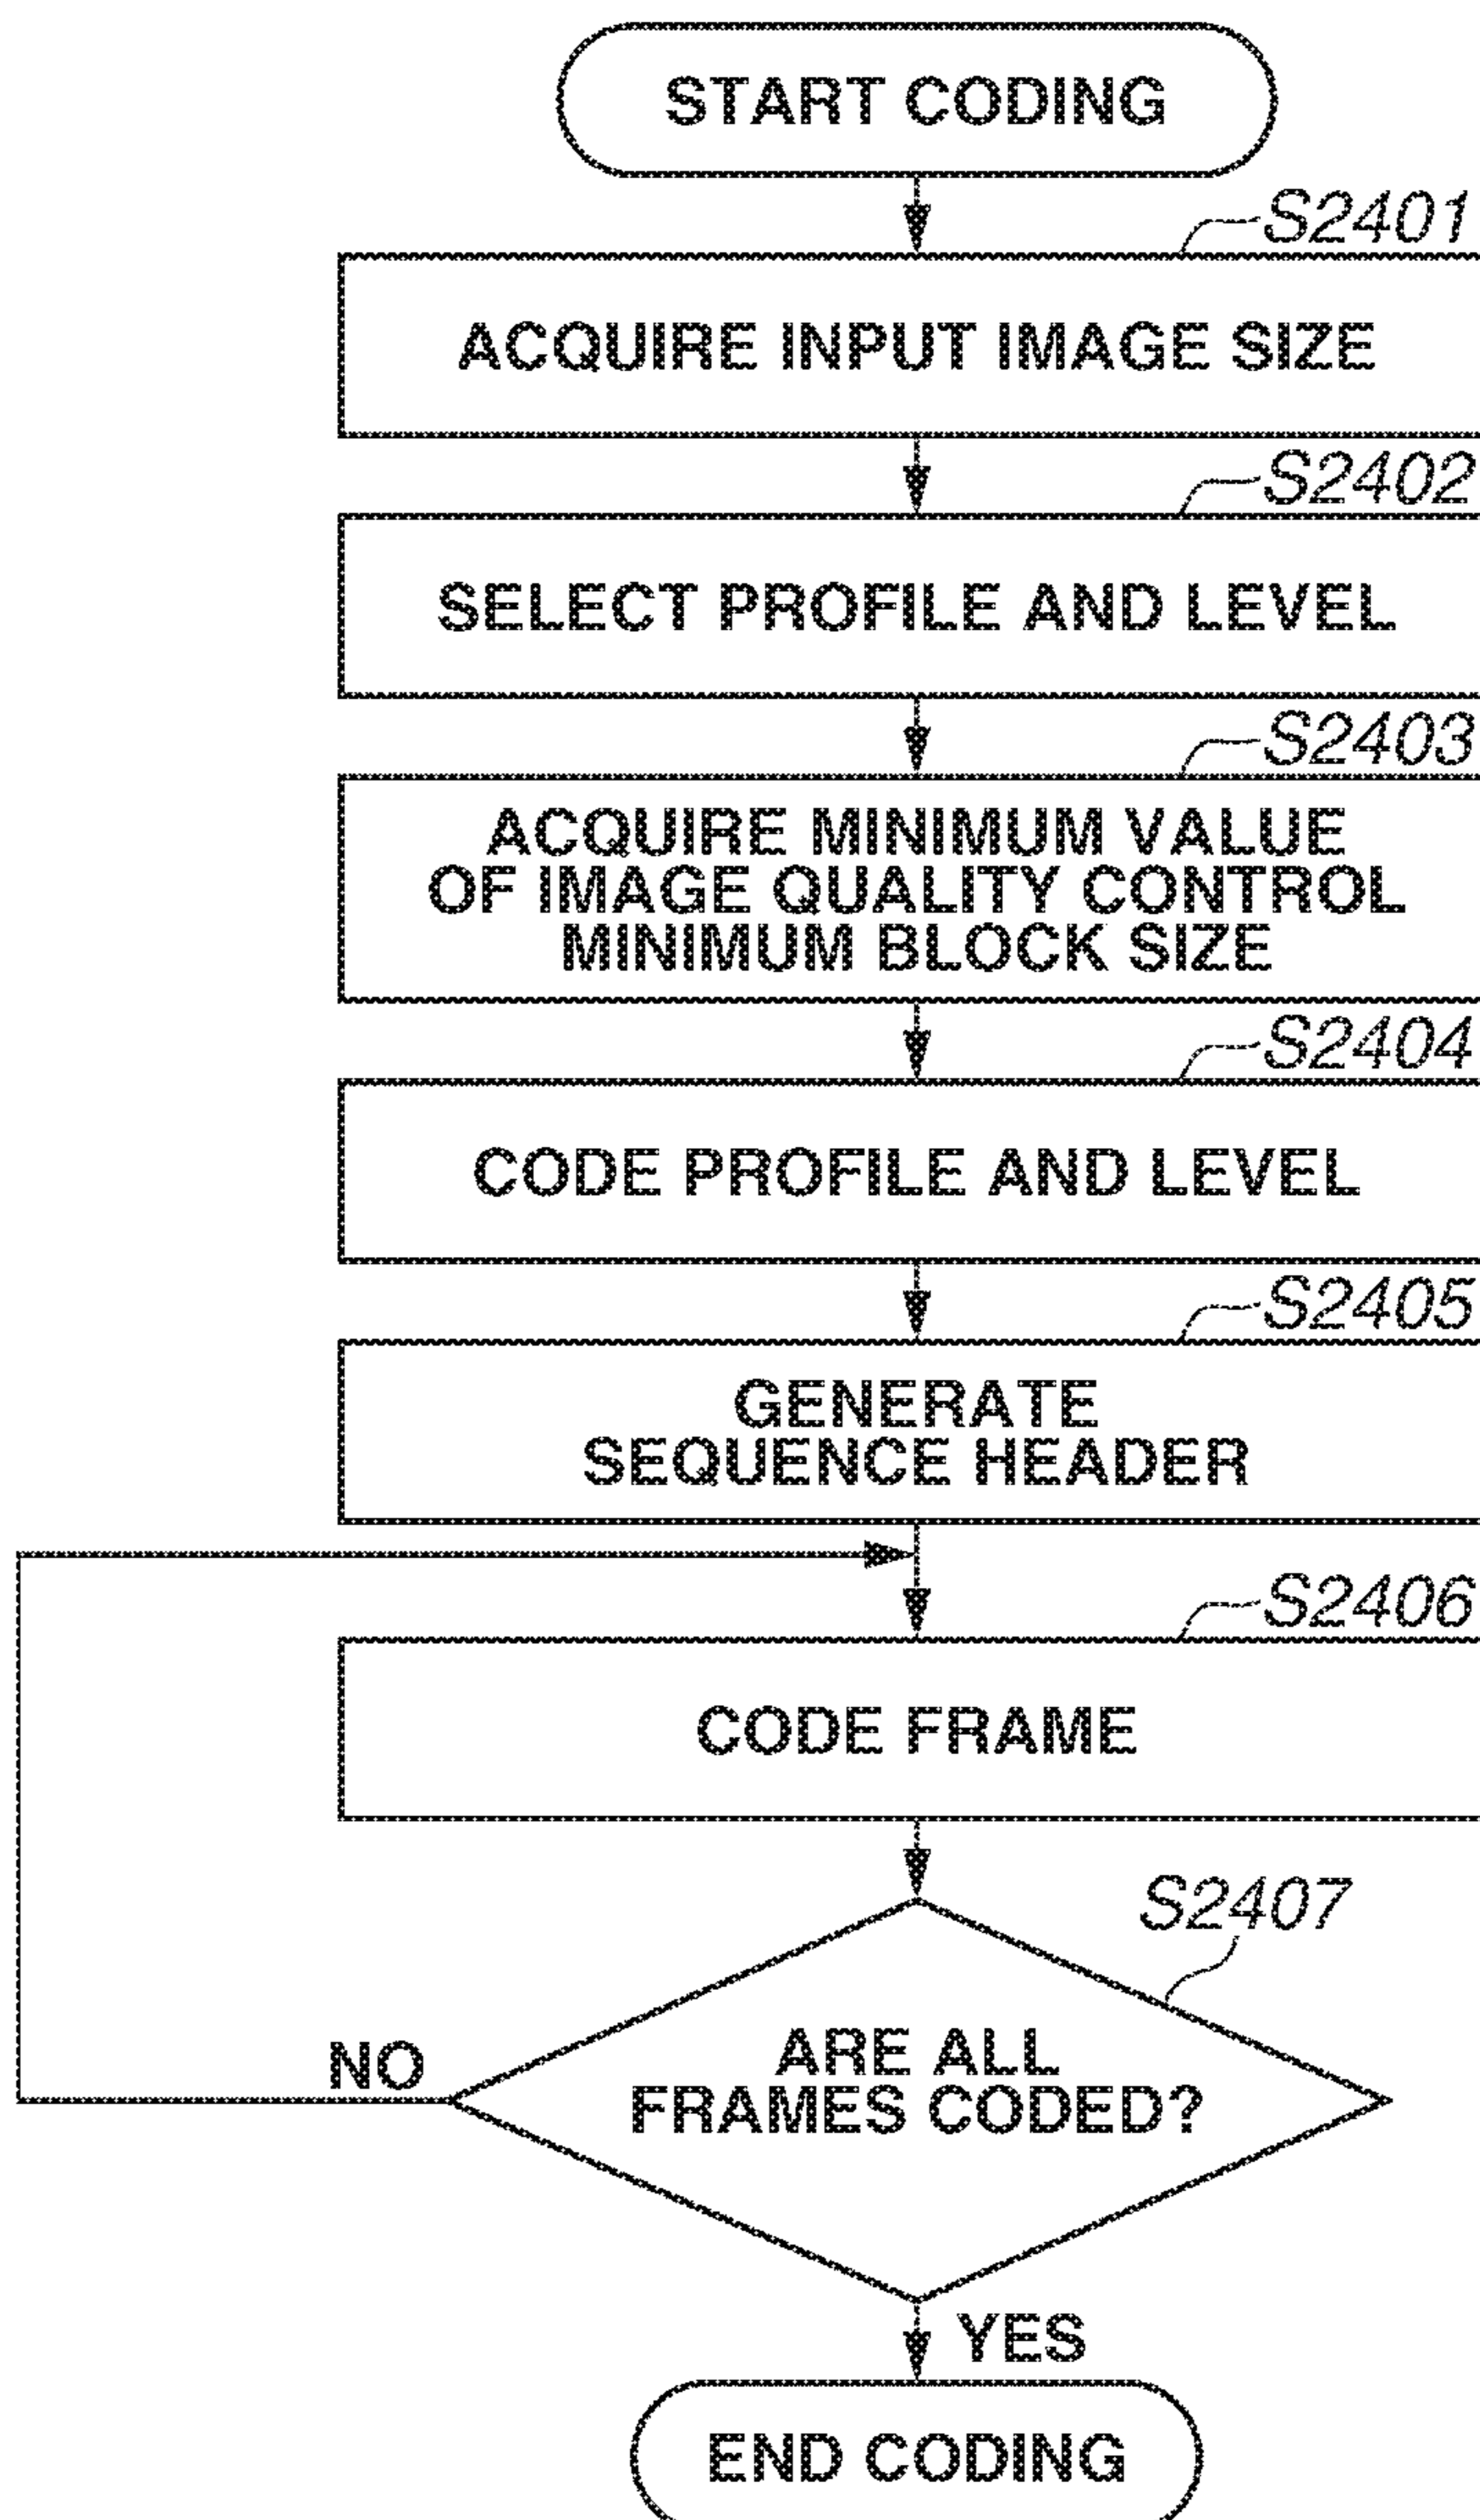 START CODING
S2401
ACQUIRE INPUT IMAGE SIZE
S2402
SELECT PROFILE AND LEVEL
S2403
ACQUIRE MINIMUM VALUE
OF IMAGE QUALITY CONTROL
MINIMUM BLOCK SIZE
S2404
CODE PROFILE AND LEVEL
S2405
GENERATE
SEQUENCE HEADER
S2406
CODE FRAME
S2407
ARE ALL
FRAMES CODED?
NO
YES
END CODING